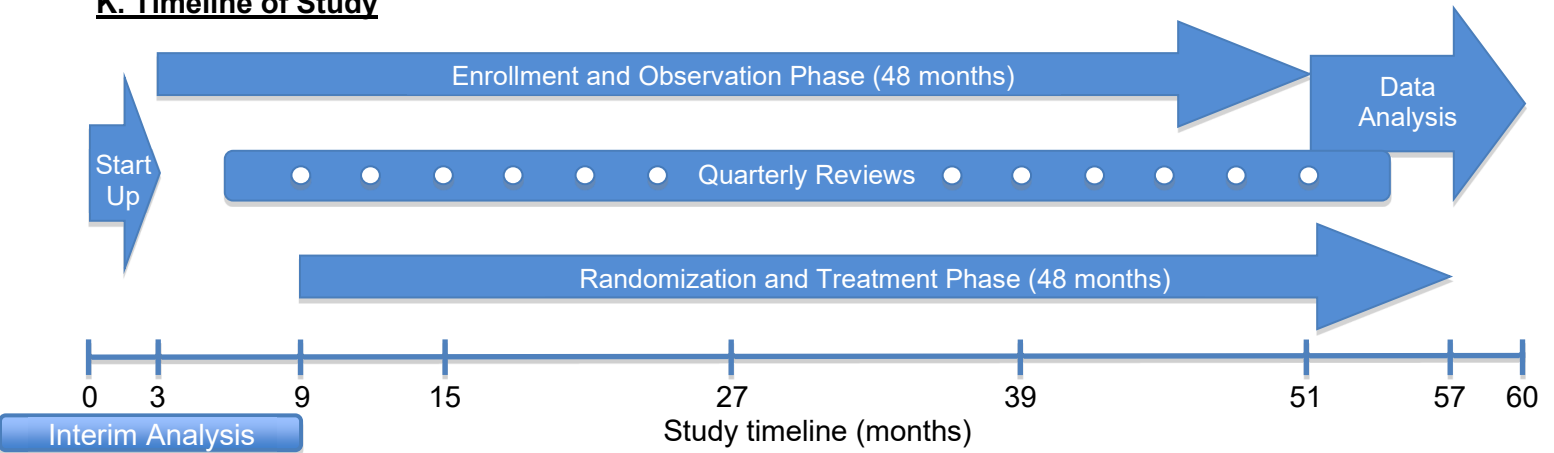 K. Timeline of Study
Enrollment and Observation Phase (48 months)
Data
Analysis
Start
Up
Quarterly Reviews
Randomization and Treatment Phase (48 months)
0 3 9 15 27 39 51 57 60
Interim Analysis
Study timeline (months)